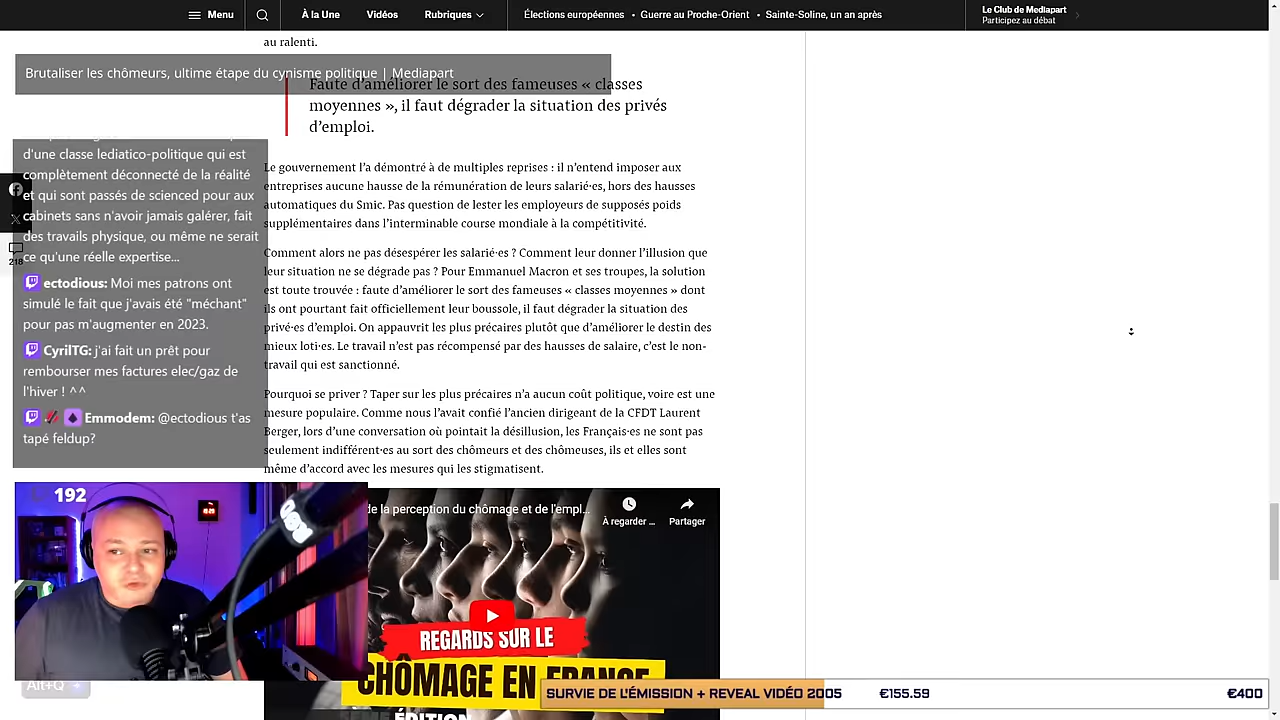 Menu
À la Une
Vidéos
Rubriques
Élections européennes • Guerre au Proche-Orient • Sainte-Soline, un an après
Le Club de Mediapart
Participez au débat
au ralenti.
Brutaliser les chômeurs, ultime étape du cynisme politique | Mediapart
Faute d’améliorer le sort des fameuses « classes
moyennes », il faut dégrader la situation des privés
d’emploi.
d'une classe lediatico-politique qui est
complètement déconnecté de la réalité
et qui sont passés de scienced pour aux
cabinets sans n'avoir jamais galérer, fait
des travails physique, ou même ne serait
ce qu'une réelle expertise...
ectodious: Moi mes patrons ont
simulé le fait que j'avais été "méchant"
pour pas m'augmenter en 2023.
CyrilTG: j'ai fait un prêt pour
rembourser mes factures elec/gaz de
l'hiver ! ^^
Emmodem: @ectodious t'as
tapé feldup?
218
Le gouvernement l’a démontré à de multiples reprises : il n’entend imposer aux
entreprises aucune hausse de la rémunération de leurs salarié·es, hors des hausses
automatiques du Smic. Pas question de lester les employeurs de supposés poids
supplémentaires dans l’interminable course mondiale à la compétitivité.
Comment alors ne pas désespérer les salarié·es ? Comment leur donner l’illusion que
leur situation ne se dégrade pas ? Pour Emmanuel Macron et ses troupes, la solution
est toute trouvée : faute d’améliorer le sort des fameuses « classes moyennes » dont
ils ont pourtant fait officiellement leur boussole, il faut dégrader la situation des
privé·es d’emploi. On appauvrit les plus précaires plutôt que d’améliorer le destin des
mieux loti·es. Le travail n’est pas récompensé par des hausses de salaire, c’est le non-
travail qui est sanctionné.
Pourquoi se priver ? Taper sur les plus précaires n’a aucun coût politique, voire est une
mesure populaire. Comme nous l’avait confié l’ancien dirigeant de la CFDT Laurent
Berger, lors d’une conversation où pointait la désillusion, les Français·es ne sont pas
seulement indifférent·es au sort des chômeurs et des chômeuses, ils et elles sont
même d’accord avec les mesures qui les stigmatisent.
192
de la perception du chômage et de l'empl...
À regarder ...
Partager
REGARDS SUR LE
CHÔMAGE EN FRANCE
ÉDITION
Alt+Q
SURVIE DE L'ÉMISSION + REVEAL VIDÉO 2005
€155.59
€400